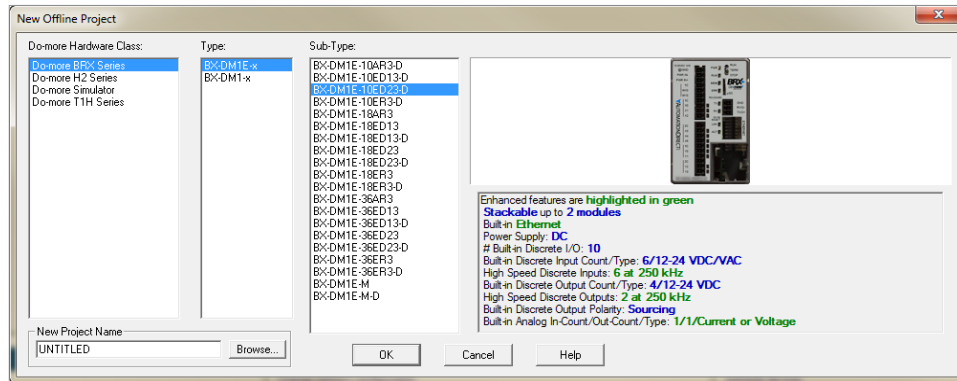 New Offline Project
Do-more Hardware Class:
Do-more BRX Series
Do-more H2 Series
Do-more Simulator
Do-more T1H Series
Type:
BX-DM1E-x
BX-DM1-x
Sub-Type:
BX-DM1E-10AR3-D
BX-DM1E-10ED13-D
BX-DM1E-10ED23-D
BX-DM1E-10ER3-D
BX-DM1E-18AR3
BX-DM1E-18ED13
BX-DM1E-18ED13-D
BX-DM1E-18ED23
BX-DM1E-18ED23-D
BX-DM1E-18ER3
BX-DM1E-18ER3-D
BX-DM1E-36AR3
BX-DM1E-36ED13
BX-DM1E-36ED13-D
BX-DM1E-36ED23
BX-DM1E-36ED23-D
BX-DM1E-36ER3
BX-DM1E-36ER3-D
BX-DM1E-M
BX-DM1E-M-D
BRX
AUTOMATIONDIRECT
Enhanced features are highlighted in green
Stackable up to 2 modules
Built-in Ethernet
Power Supply: DC
# Built-in Discrete I/O: 10
Built-in Discrete Input Count/Type: 6/12-24 VDC/VAC
High Speed Discrete Inputs: 6 at 250 kHz
Built-in Discrete Output Count/Type: 4/12-24 VDC
High Speed Discrete Outputs: 2 at 250 kHz
Built-in Discrete Output Polarity: Sourcing
Built-in Analog In-Count/Out-Count/Type: 1/1/Current or Voltage
New Project Name
UNTITLED
Browse...
OK
Cancel
Help